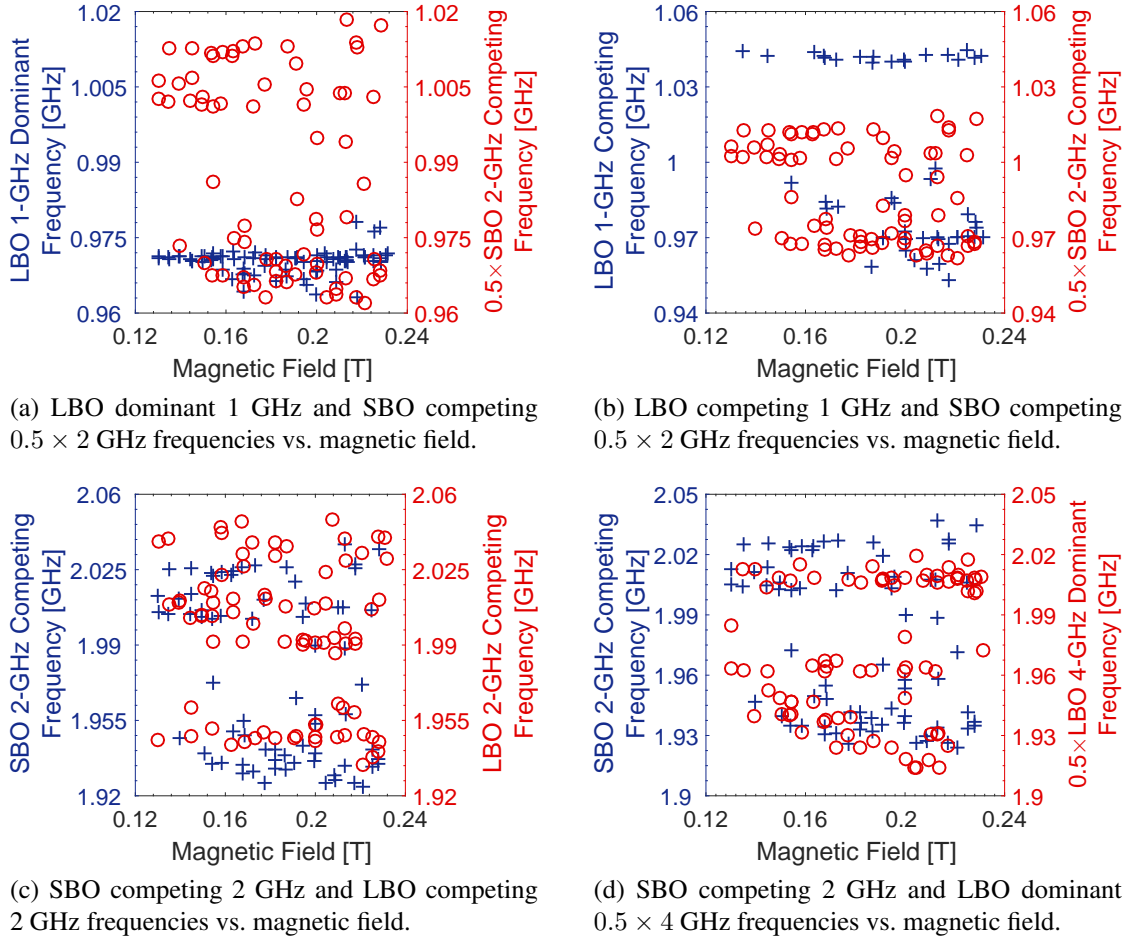 1.02
1.005
0.99
0.975
0.96
LBO 1-GHz Dominant
Frequency [GHz]
1.02
1.005
0.99
0.975
0.96
0.5×SBO 2-GHz Competing
Frequency [GHz]
0.12 0.16 0.2 0.24
Magnetic Field [T]
(a) LBO dominant 1 GHz and SBO competing
0.5 × 2 GHz frequencies vs. magnetic field.
1.06
1.03
1
0.97
0.94
LBO 1-GHz Competing
Frequency [GHz]
1.06
1.03
1
0.97
0.94
0.5×SBO 2-GHz Competing
Frequency [GHz]
0.12 0.16 0.2 0.24
Magnetic Field [T]
(b) LBO competing 1 GHz and SBO competing
0.5 × 2 GHz frequencies vs. magnetic field.
2.06
2.025
1.99
1.955
1.92
SBO 2-GHz Competing
Frequency [GHz]
2.06
2.025
1.99
1.955
1.92
LBO 2-GHz Competing
Frequency [GHz]
0.12 0.16 0.2 0.24
Magnetic Field [T]
(c) SBO competing 2 GHz and LBO competing
2 GHz frequencies vs. magnetic field.
2.05
2.02
1.99
1.96
1.93
1.9
SBO 2-GHz Competing
Frequency [GHz]
2.05
2.02
1.99
1.96
1.93
1.9
0.5×LBO 4-GHz Dominant
Frequency [GHz]
0.12 0.16 0.2 0.24
Magnetic Field [T]
(d) SBO competing 2 GHz and LBO dominant
0.5 × 4 GHz frequencies vs. magnetic field.